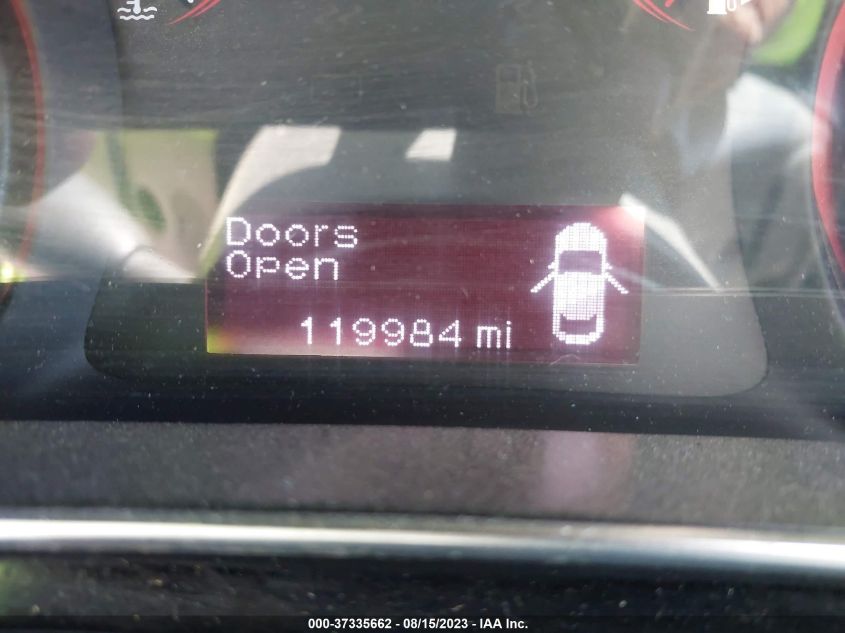 Doors
Open
119984 mi
000-37335662 - 08/15/2023 - IAA Inc.